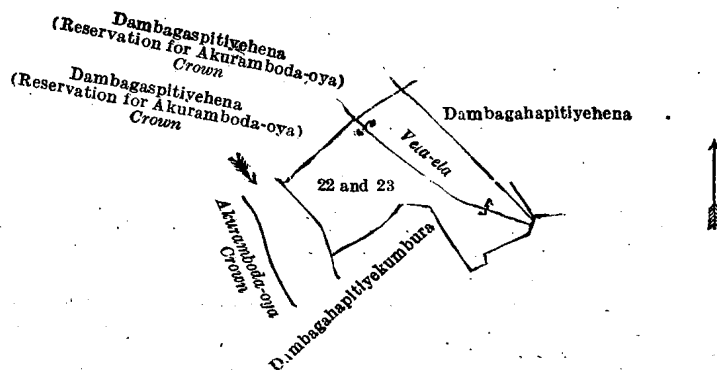 Dambagaspitiyehena
(Reservation for Akuramboda-oya)
Crown
Dambagaspitiyehena
(Reservation for Akuramboda-oya)
Crown
Dambagahapitiyehena
Vela-ela
22 and 23
Akuramboda-oya
Crown
Dambagahapitiyekumbura